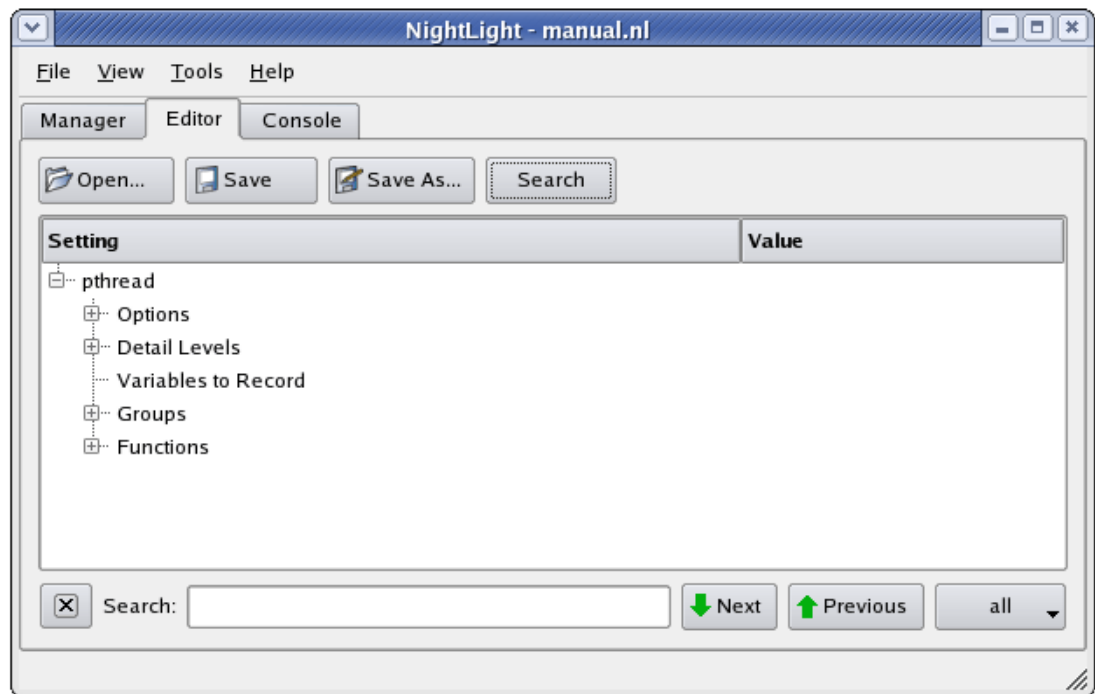 NightLight - manual.nl
File View Tools Help
Manager Editor Console
Open... Save Save As... Search
Setting Value
pthread
Options
Detail Levels
Variables to Record
Groups
Functions
Search: Next Previous all